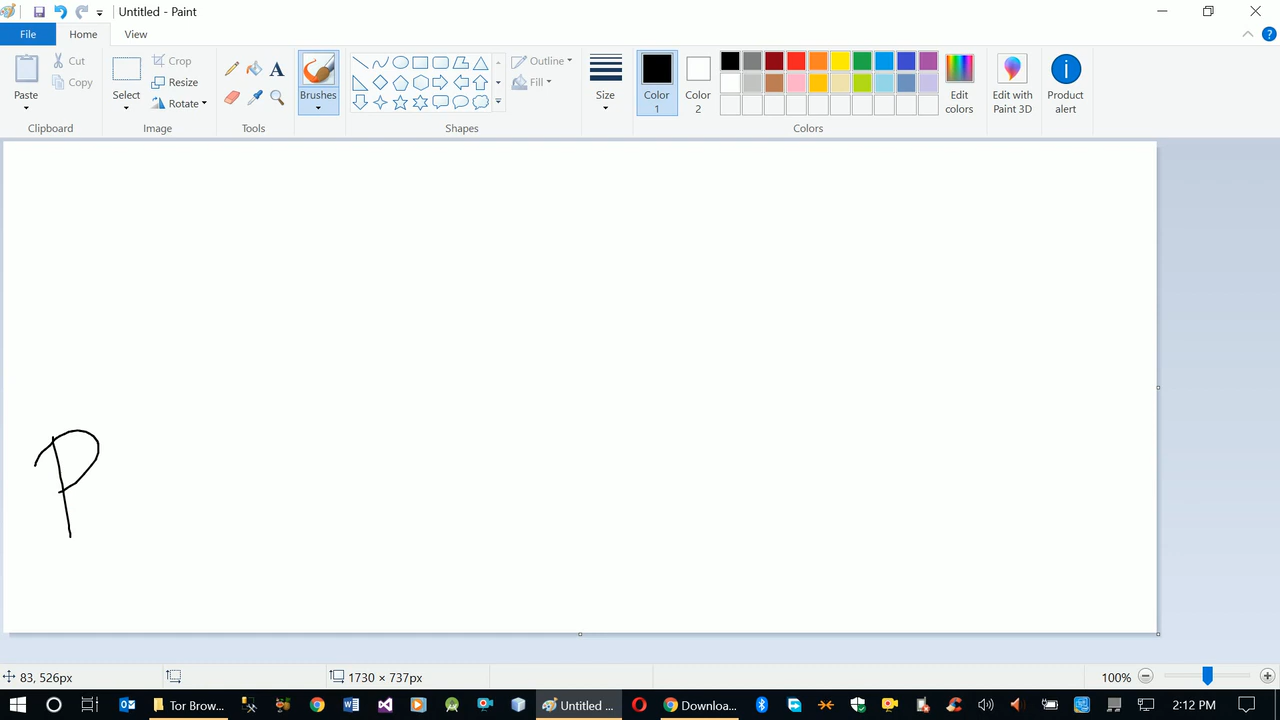 Untitled - Paint
File Home View
Paste Cut Copy Clipboard
Select Crop Resize Rotate Image
A Tools
Brushes
Outline Fill Shapes
Size
Color 1 Color 2 Edit colors Colors
Edit with Paint 3D
Product alert
?
P
83, 526px 1730 × 737px 100%
Tor Brow... Untitled ... Downloa... 2:12 PM